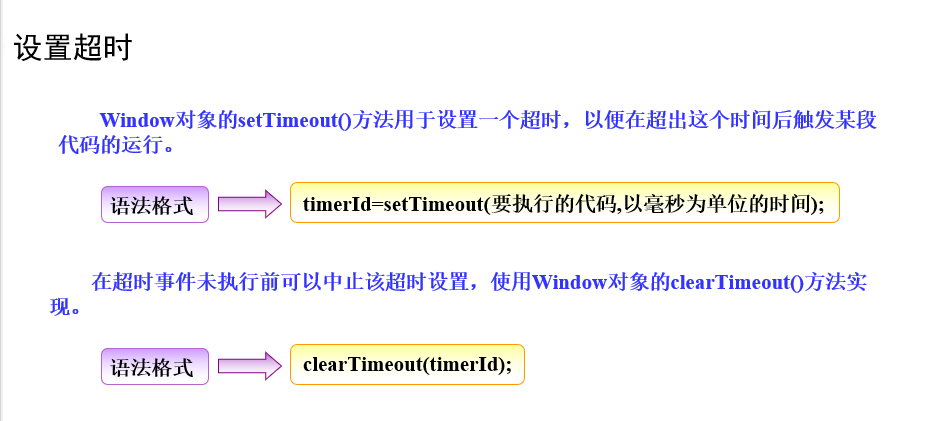 设置超时
Window对象的setTimeout()方法用于设置一个超时，以便在超出这个时间后触发某段
代码的运行。
语法格式
timerId=setTimeout(要执行的代码,以毫秒为单位的时间);
在超时事件未执行前可以中止该超时设置，使用Window对象的clearTimeout()方法实
现。
语法格式
clearTimeout(timerId);